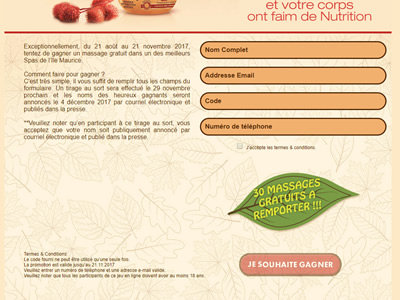 et votre corps
ont faim de Nutrition
Exceptionnellement, du 21 août au 21 novembre 2017,
tentez de gagner un massage gratuit dans un des meilleurs
Spas de l'île Maurice.
Comment faire pour gagner ?
C'est très simple, il vous suffit de remplir tous les champs du
formulaire. Un tirage au sort sera effectué le 29 novembre
prochain et les noms des heureux gagnants seront
annoncés le 4 décembre 2017 par courriel électronique et
publiés dans la presse.
**Veuillez noter qu'en participant à ce tirage au sort, vous
acceptez que votre nom soit publiquement annoncé par
courriel électronique et publié dans la presse.
Nom Complet
Addresse Email
Code
Numéro de téléphone
J'accepte les termes & conditions
30 MASSAGES
GRATUITS A
REMPORTER !!!
Terms & Conditions:
Le code fourni ne peut être utilisé qu'une seule fois.
La promotion est valide jusqu'au 21.11.2017
Veuillez entrer un numéro de téléphone et une adresse e-mail valide.
Veuillez noter que tous les participants de ce jeu en ligne doivent avoir au moins 18 ans.
JE SOUHAITE GAGNER